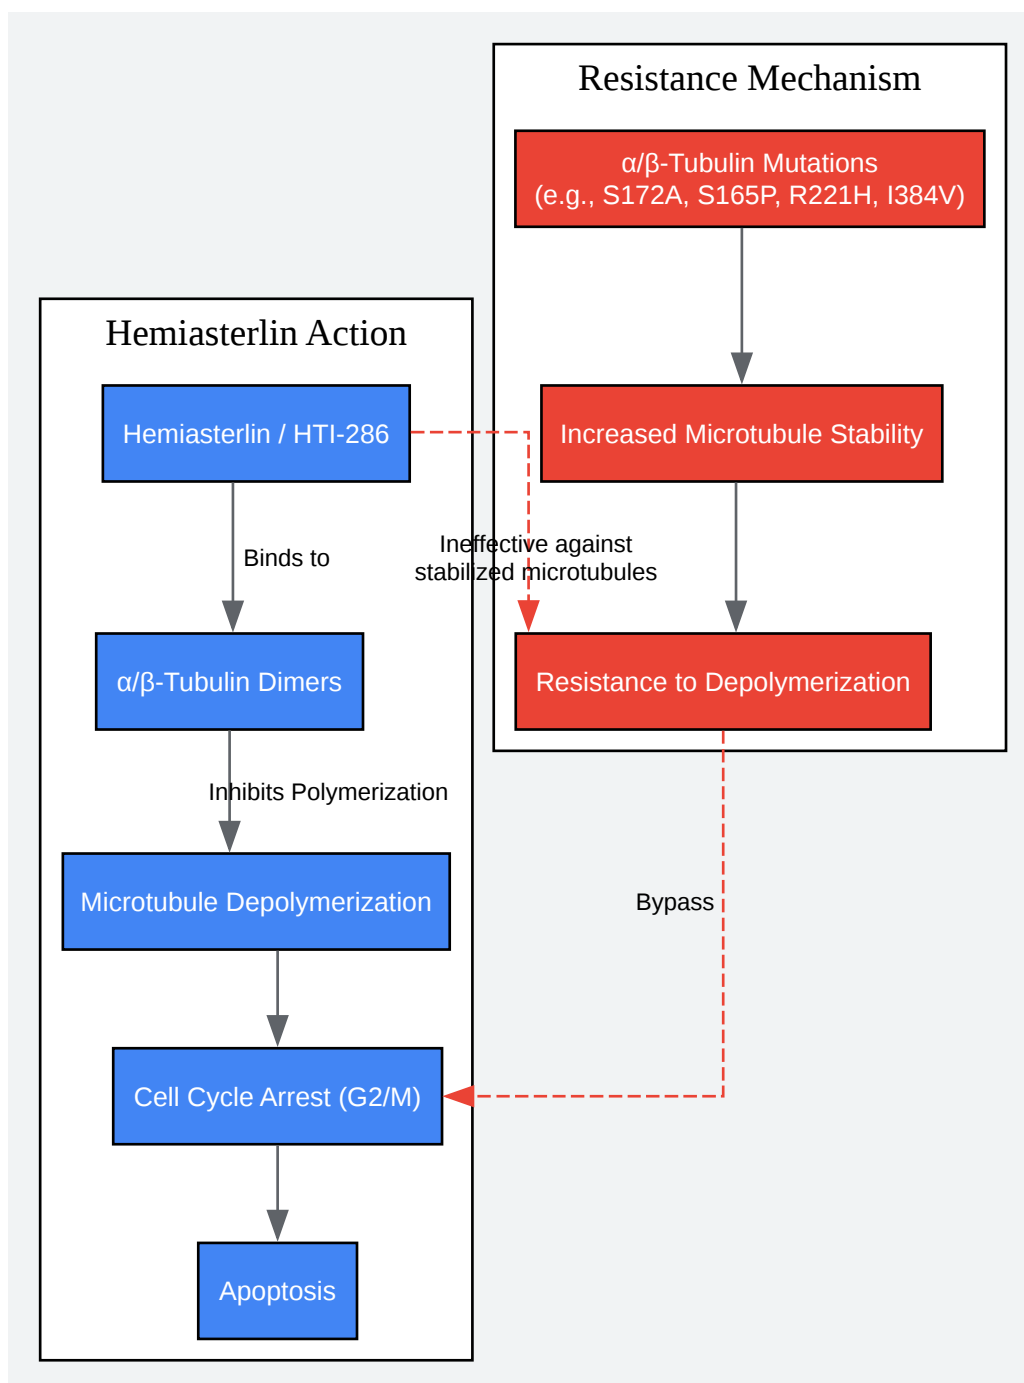 Resistance Mechanism
α/β-Tubulin Mutations
(e.g., S172A, S165P, R221H, I384V)
Hemiasterlin Action
Hemiasterlin / HTI-286
Increased Microtubule Stability
Binds to
Ineffective against
stabilized microtubules
α/β-Tubulin Dimers
Resistance to Depolymerization
Inhibits Polymerization
Microtubule Depolymerization
Bypass
Cell Cycle Arrest (G2/M)
Apoptosis